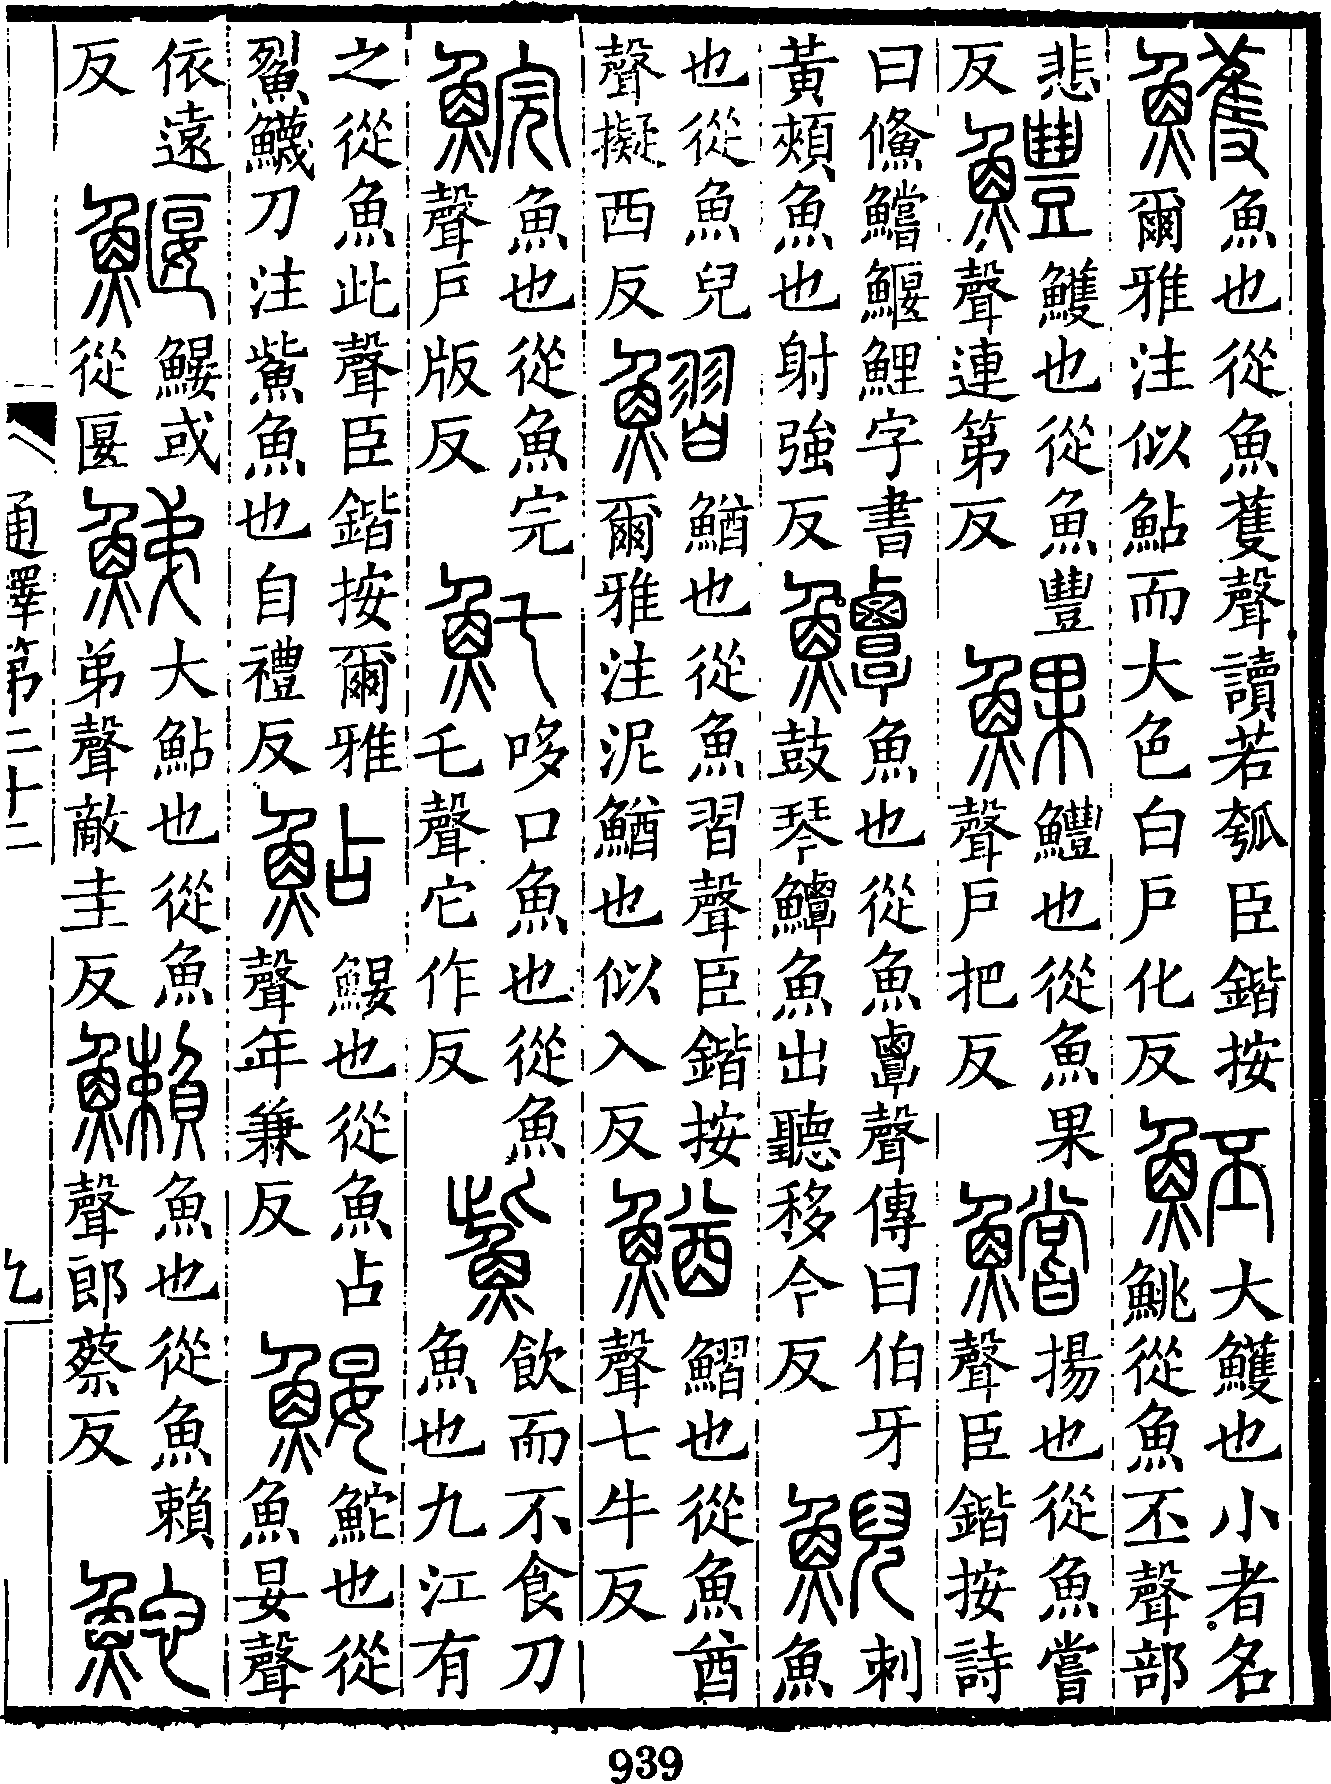 鱯魚也從魚蒦聲讀若瓠臣鍇按
爾雅注似鮎而大色白戶化反
魾大鱯也小者名
鮡從魚丕聲部
悲
反
鱧鱯也從魚豐
聲連第反
䱻鱧也從魚果
聲戶把反
鱨揚也從魚嘗
聲臣鍇按詩
曰鯈鱨鰋鯉字書
黃頰魚也射強反
鱏魚也從魚覃聲傳曰伯牙
鼓琴鱏魚出聽移今反
鯢刺
魚
也從魚兒
聲擬西反
鰼鰌也從魚習聲臣鍇按
爾雅注泥鰌也似入反
鰌鰼也從魚酋
聲七牛反
鯇魚也從魚完
聲戶版反
魠哆口魚也從魚
乇聲它作反
鮆飲而不食刀
魚也九江有
之從魚此聲臣鍇按爾雅
鮤鱴刀注鮆魚也自禮反
鮎鰋也從魚占
聲年兼反
鰋鮀也從
魚妟聲
依遠
反
鰋鰋或
從匽
鮷大鮎也從魚
弟聲敵圭反
魚也從魚賴
聲郎蔡反
通釋第二十二
九
939